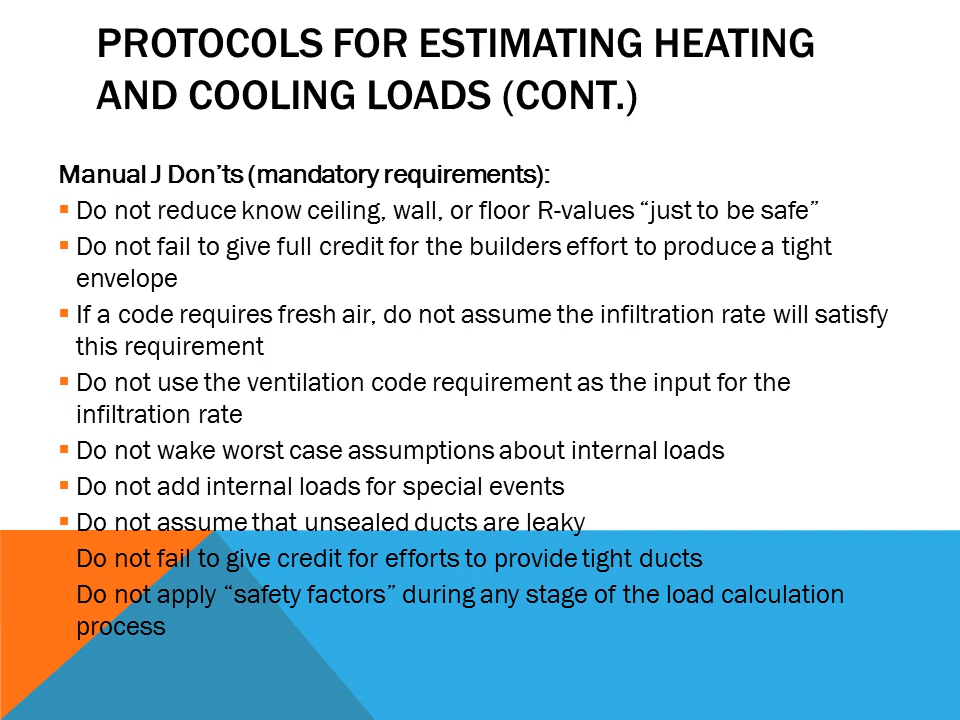 PROTOCOLS FOR ESTIMATING HEATING
AND COOLING LOADS (CONT.)
Manual J Don’ts (mandatory requirements):
▪ Do not reduce know ceiling, wall, or floor R-values “just to be safe”
▪ Do not fail to give full credit for the builders effort to produce a tight
envelope
▪ If a code requires fresh air, do not assume the infiltration rate will satisfy
this requirement
▪ Do not use the ventilation code requirement as the input for the
infiltration rate
▪ Do not wake worst case assumptions about internal loads
▪ Do not add internal loads for special events
▪ Do not assume that unsealed ducts are leaky
Do not fail to give credit for efforts to provide tight ducts
Do not apply “safety factors” during any stage of the load calculation
process